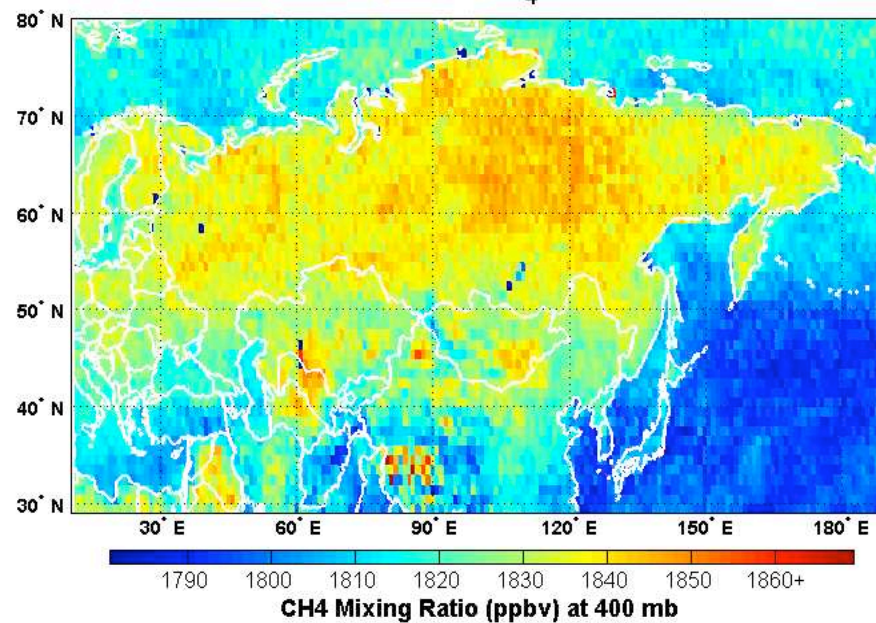 4
80° N
70° N
60° N
50° N
40° N
30° N
30° E 60° E 90° E 120° E 150° E 180° E
1790 1800 1810 1820 1830 1840 1850 1860+
CH4 Mixing Ratio (ppbv) at 400 mb